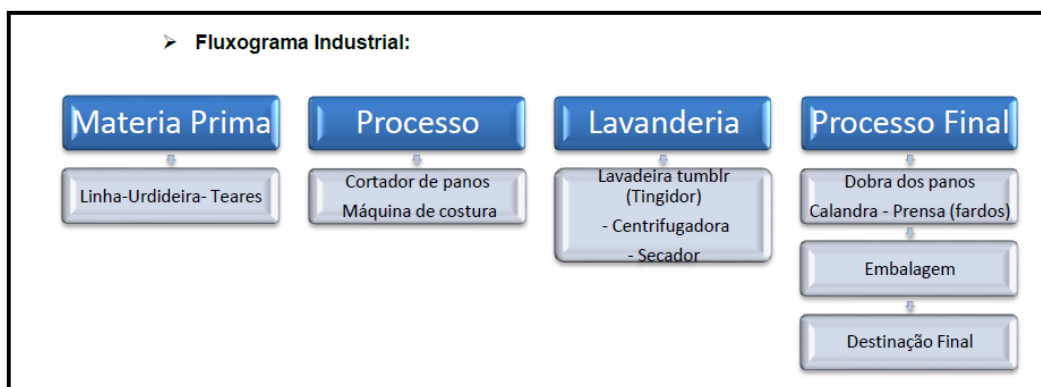 ➢ Fluxograma Industrial:
Materia Prima
Linha-Urdideira- Teares
Processo
Cortador de panos
Máquina de costura
Lavanderia
Lavadeira tumblr
(Tingidor)
- Centrifugadora
- Secador
Processo Final
Dobra dos panos
Calandra - Prensa (fardos)
Embalagem
Destinação Final